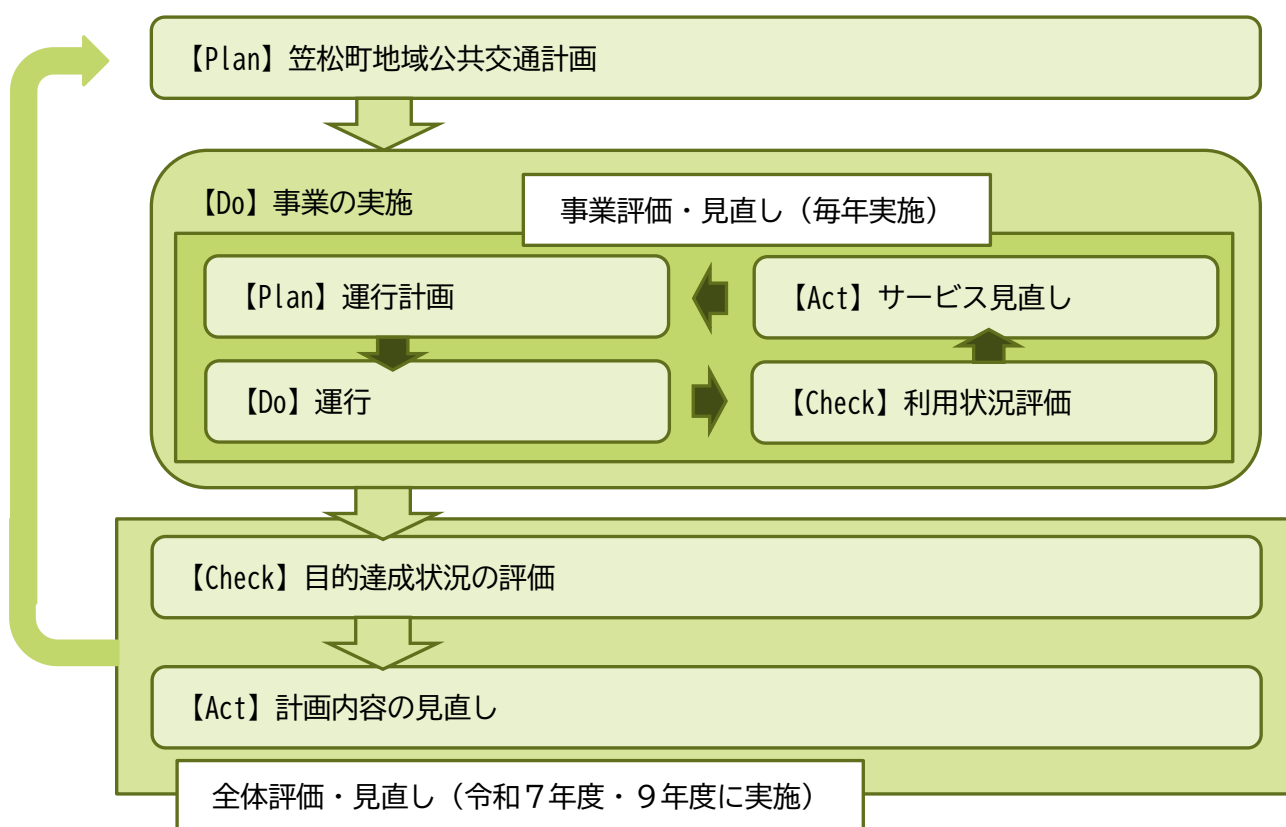 【Plan】笠松町地域公共交通計画
【Do】事業の実施
事業評価・見直し（毎年実施）
【Plan】運行計画
【Act】サービス見直し
【Do】運行
【Check】利用状況評価
【Check】目的達成状況の評価
【Act】計画内容の見直し
全体評価・見直し（令和７年度・９年度に実施）